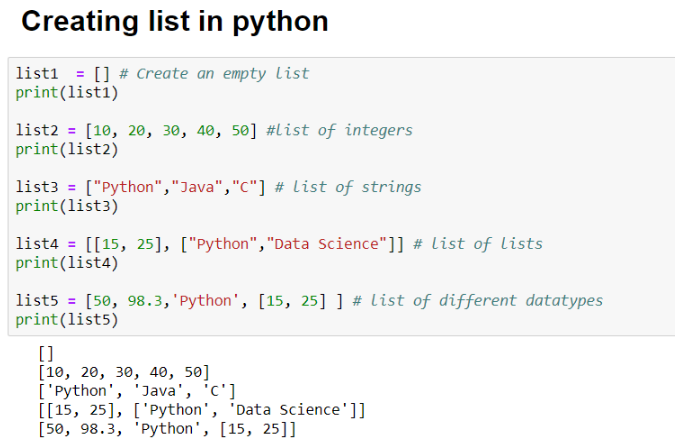 Creating list in python
list1  = [] # Create an empty list
print(list1)
list2 = [10, 20, 30, 40, 50] #list of integers
print(list2)
list3 = ["Python","Java","C"] # list of strings
print(list3)
list4 = [[15, 25], ["Python","Data Science"]] # list of lists
print(list4)
list5 = [50, 98.3,'Python', [15, 25] ] # list of different datatypes
print(list5)
[]
[10, 20, 30, 40, 50]
['Python', 'Java', 'C']
[[15, 25], ['Python', 'Data Science']]
[50, 98.3, 'Python', [15, 25]]